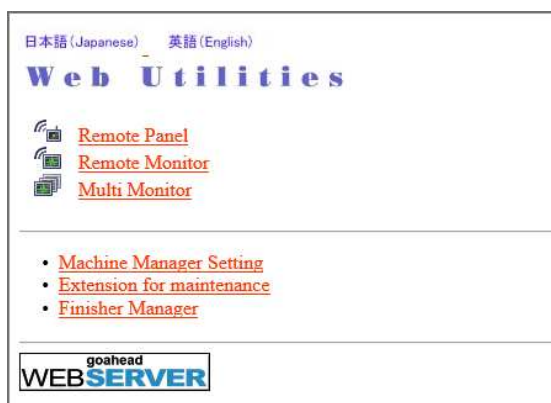 日本語(Japanese) 英語(English)
Web Utilities
Remote Panel
Remote Monitor
Multi Monitor
• Machine Manager Setting
• Extension for maintenance
• Finisher Manager
goahead
WEBSERVER